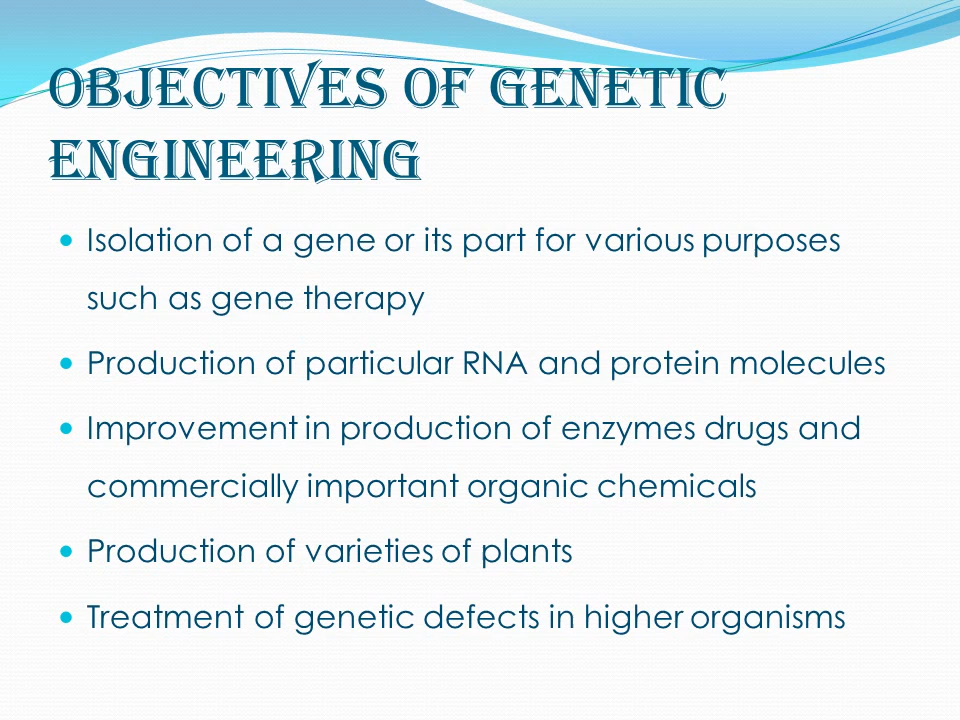 OBJECTIVES OF GENETIC
ENGINEERING
• Isolation of a gene or its part for various purposes
such as gene therapy
• Production of particular RNA and protein molecules
• Improvement in production of enzymes drugs and
commercially important organic chemicals
• Production of varieties of plants
• Treatment of genetic defects in higher organisms